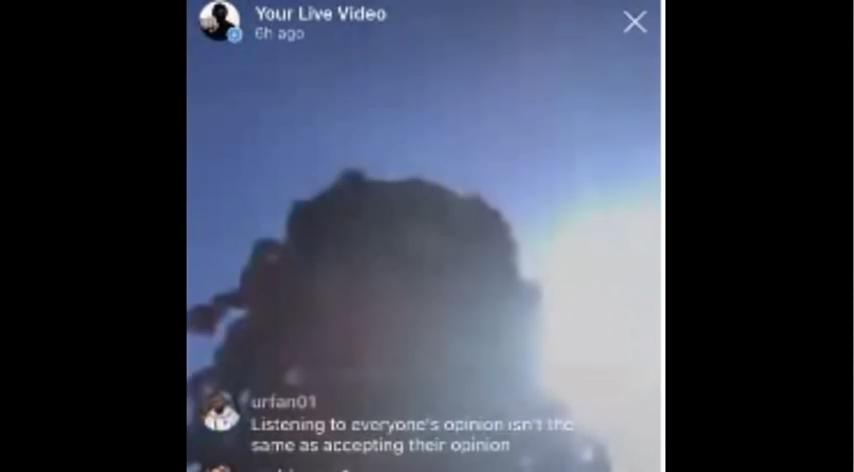 Your Live Video
6h ago
urfan01
Listening to everyone's opinion isn't the
same as accepting their opinion